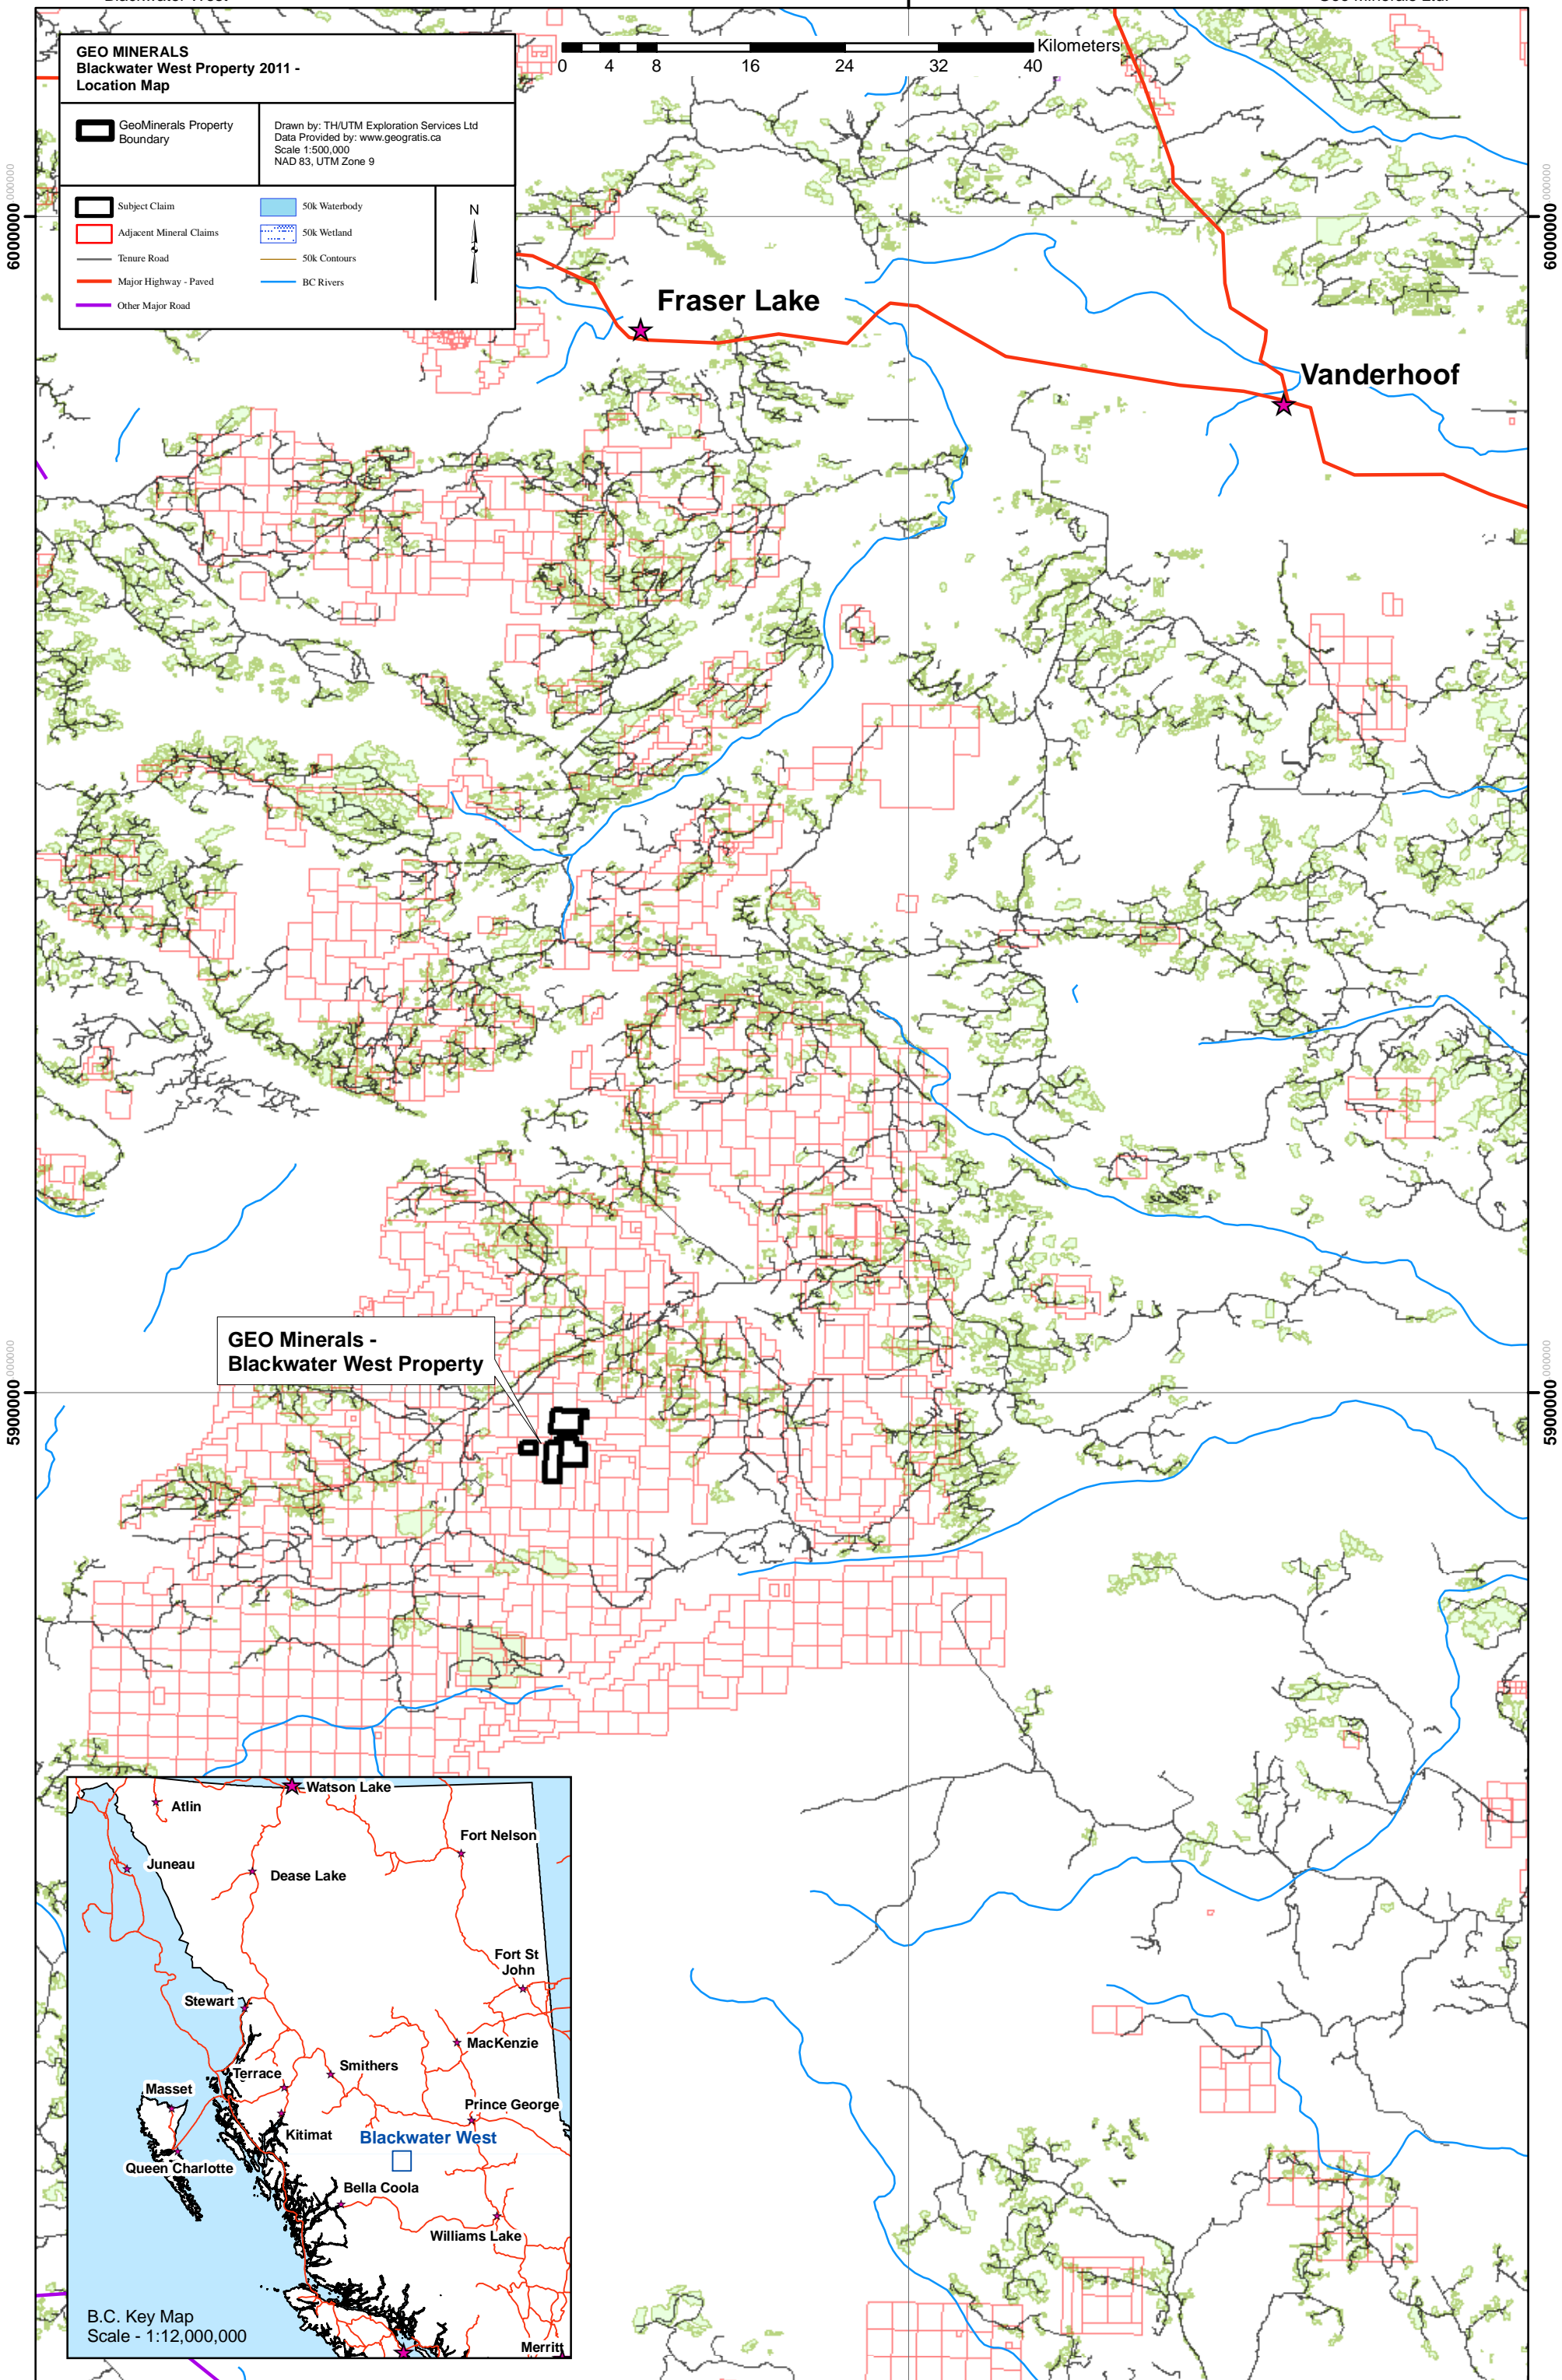 GEO MINERALS
Blackwater West Property 2011 -
Location Map
GeoMinerals Property
Boundary
Drawn by: TH/UTM Exploration Services Ltd
Data Provided by: www.geogratis.ca
Scale 1:500,000
NAD 83, UTM Zone 9
Subject Claim
Adjacent Mineral Claims
Tenure Road
Major Highway - Paved
Other Major Road
50k Waterbody
50k Wetland
50k Contours
BC Rivers
N
Kilometers
0 4 8 16 24 32 40
6000000 000000
6000000 000000
Fraser Lake
Vanderhoof
GEO Minerals -
Blackwater West Property
5900000 000000
5900000 000000
Watson Lake
Atlin
Fort Nelson
Juneau
Dease Lake
Fort St
John
Stewart
MacKenzie
Smithers
Terrace
Masset
Prince George
Kitimat
Blackwater West
Queen Charlotte
Bella Coola
Williams Lake
B.C. Key Map
Scale - 1:12,000,000
Merritt